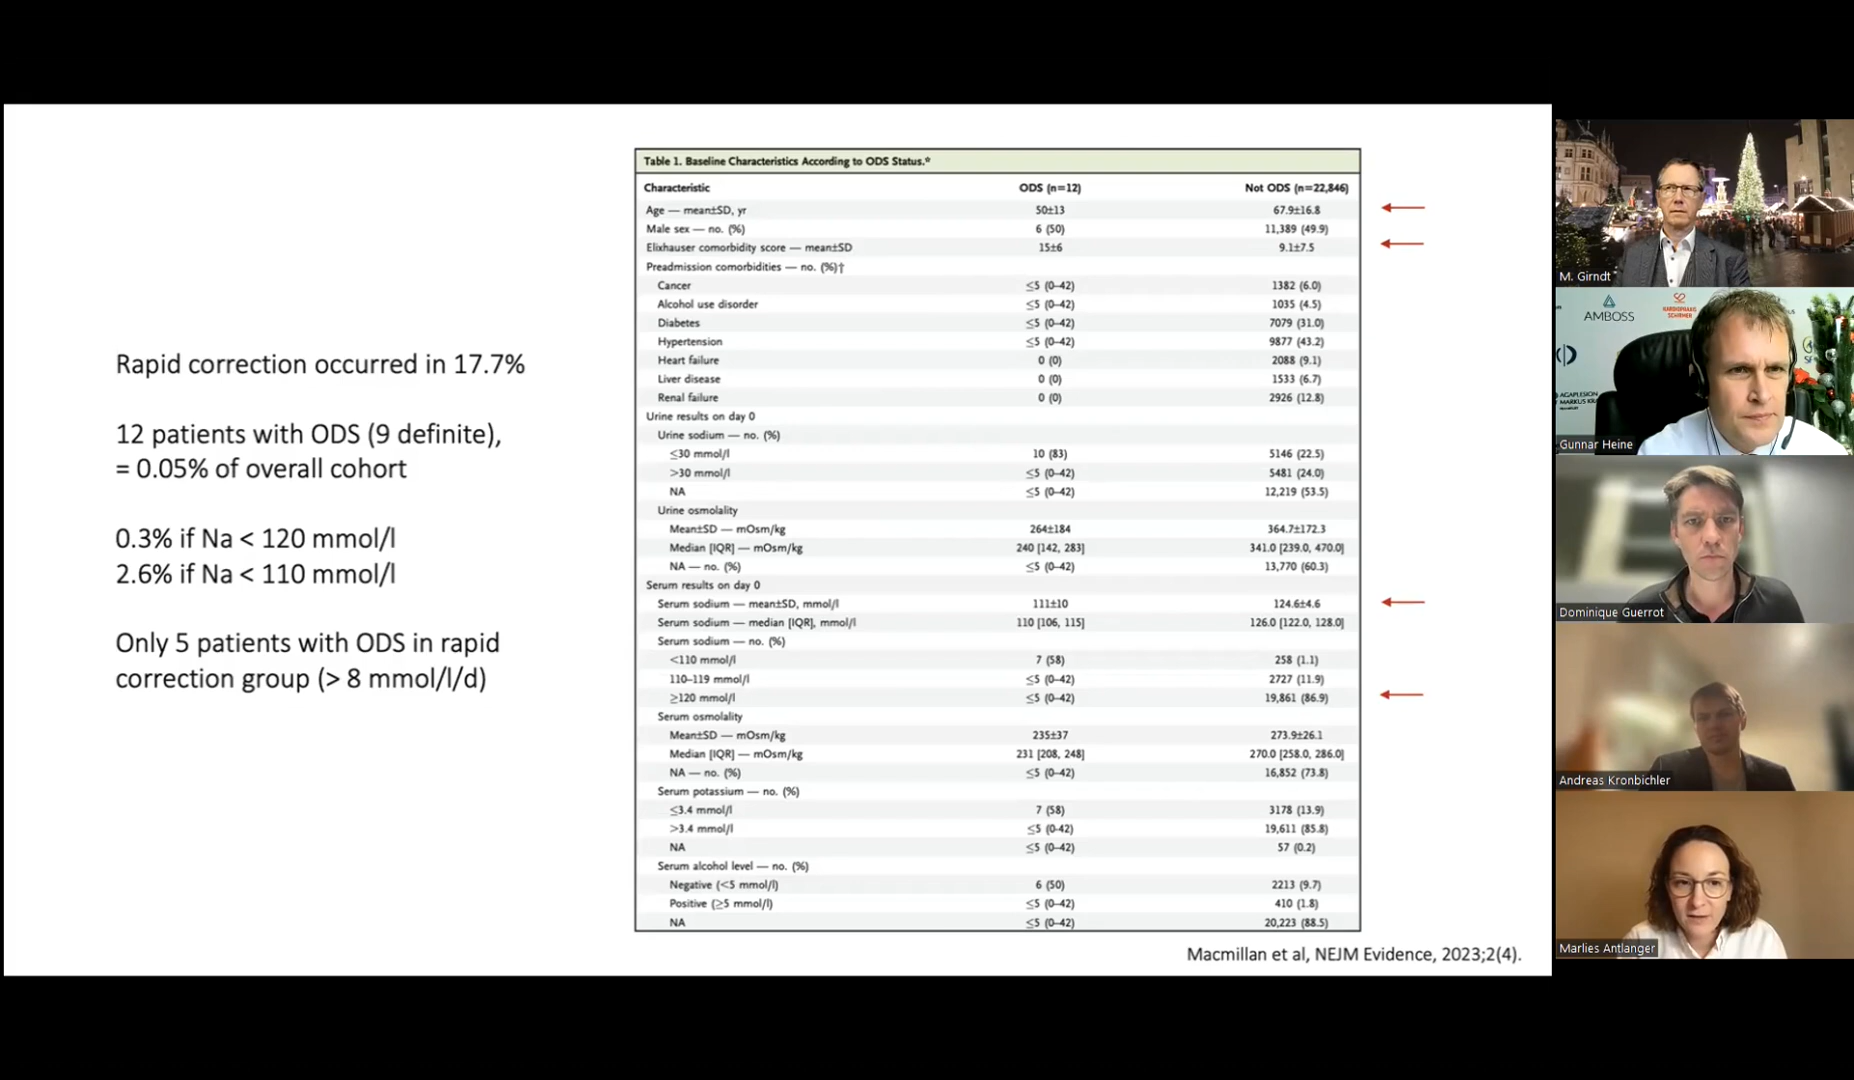 Rapid correction occurred in 17.7%
12 patients with ODS (9 definite),
= 0.05% of overall cohort
0.3% if Na < 120 mmol/l
2.6% if Na < 110 mmol/l
Only 5 patients with ODS in rapid
correction group (> 8 mmol/l/d)
Table 1. Baseline Characteristics According to ODS Status.*
Characteristic ODS (n=12) Not ODS (n=22,846)
Age — mean±SD, yr 50±13 67.9±16.8
Male sex — no. (%) 6 (50) 11,389 (49.9)
Elixhauser comorbidity score — mean±SD 15±6 9.1±7.5
Preadmission comorbidities — no. (%)†
Cancer ≤5 (0–42) 1382 (6.0)
Alcohol use disorder ≤5 (0–42) 1035 (4.5)
Diabetes ≤5 (0–42) 7079 (31.0)
Hypertension ≤5 (0–42) 9877 (43.2)
Heart failure 0 (0) 2088 (9.1)
Liver disease 0 (0) 1533 (6.7)
Renal failure 0 (0) 2926 (12.8)
Urine results on day 0
Urine sodium — no. (%)
≤30 mmol/l 10 (83) 5146 (22.5)
>30 mmol/l ≤5 (0–42) 5481 (24.0)
NA ≤5 (0–42) 12,219 (53.5)
Urine osmolality
Mean±SD — mOsm/kg 264±184 364.7±172.3
Median [IQR] — mOsm/kg 240 [142, 283] 341.0 [239.0, 470.0]
NA — no. (%) ≤5 (0–42) 13,770 (60.3)
Serum results on day 0
Serum sodium — mean±SD, mmol/l 111±10 124.6±4.6
Serum sodium — median [IQR], mmol/l 110 [106, 115] 126.0 [122.0, 128.0]
Serum sodium — no. (%)
<110 mmol/l 7 (58) 258 (1.1)
110–119 mmol/l ≤5 (0–42) 2727 (11.9)
≥120 mmol/l ≤5 (0–42) 19,861 (86.9)
Serum osmolality
Mean±SD — mOsm/kg 235±37 273.9±26.1
Median [IQR] — mOsm/kg 231 [208, 248] 270.0 [258.0, 286.0]
NA — no. (%) ≤5 (0–42) 16,852 (73.8)
Serum potassium — no. (%)
≤3.4 mmol/l 7 (58) 3178 (13.9)
>3.4 mmol/l ≤5 (0-42) 19,611 (85.8)
NA ≤5 (0–42) 57 (0.2)
Serum alcohol level — no. (%)
Negative (<5 mmol/l) 6 (50) 2213 (9.7)
Positive (≥5 mmol/l) ≤5 (0–42) 410 (1.8)
NA ≤5 (0–42) 20,223 (88.5)
Macmillan et al, NEJM Evidence, 2023;2(4).
M. Girndt
AMBOSS
KARDIOPRAXIS
SCHIRMER
AGAPLESION
MARKUS KRA
Gunnar Heine
Dominique Guerrot
Andreas Kronbichler
Marlies Antlanger